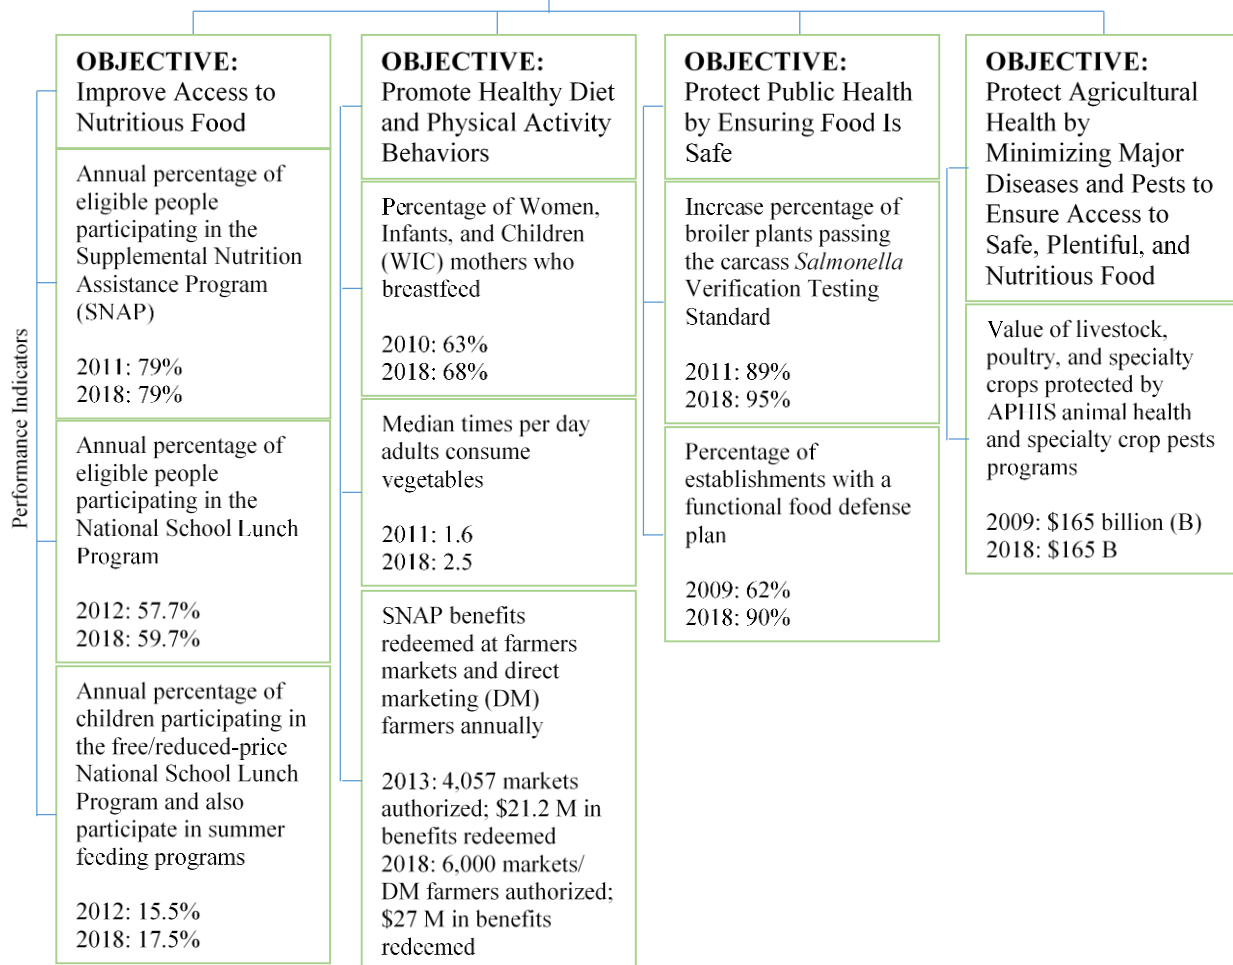 Performance Indicators
OBJECTIVE:
Improve Access to
Nutritious Food
Annual percentage of
eligible people
participating in the
Supplemental Nutrition
Assistance Program
(SNAP)
2011: 79%
2018: 79%
Annual percentage of
eligible people
participating in the
National School Lunch
Program
2012: 57.7%
2018: 59.7%
Annual percentage of
children participating in
the free/reduced-price
National School Lunch
Program and also
participate in summer
feeding programs
2012: 15.5%
2018: 17.5%
OBJECTIVE:
Promote Healthy Diet
and Physical Activity
Behaviors
Percentage of Women,
Infants, and Children
(WIC) mothers who
breastfeed
2010: 63%
2018: 68%
Median times per day
adults consume
vegetables
2011: 1.6
2018: 2.5
SNAP benefits
redeemed at farmers
markets and direct
marketing (DM)
farmers annually
2013: 4,057 markets
authorized; $21.2 M in
benefits redeemed
2018: 6,000 markets/
DM farmers authorized;
$27 M in benefits
redeemed
OBJECTIVE:
Protect Public Health
by Ensuring Food Is
Safe
Increase percentage of
broiler plants passing
the carcass Salmonella
Verification Testing
Standard
2011: 89%
2018: 95%
Percentage of
establishments with a
functional food defense
plan
2009: 62%
2018: 90%
OBJECTIVE:
Protect Agricultural
Health by
Minimizing Major
Diseases and Pests to
Ensure Access to
Safe, Plentiful, and
Nutritious Food
Value of livestock,
poultry, and specialty
crops protected by
APHIS animal health
and specialty crop pests
programs
2009: $165 billion (B)
2018: $165 B